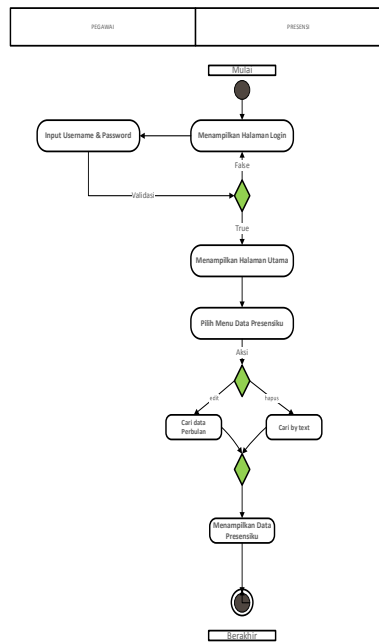 PEGAWAI
PRESENSI
Mulai
Input Username & Password
Menampilkan Halaman Login
False
Validasi
True
Menampilkan Halaman Utama
Pilih Menu Data Presensiku
Aksi
edit
hapus
Cari data
Perbulan
Cari by text
Menampilkan Data
Presensiku
Berakhir